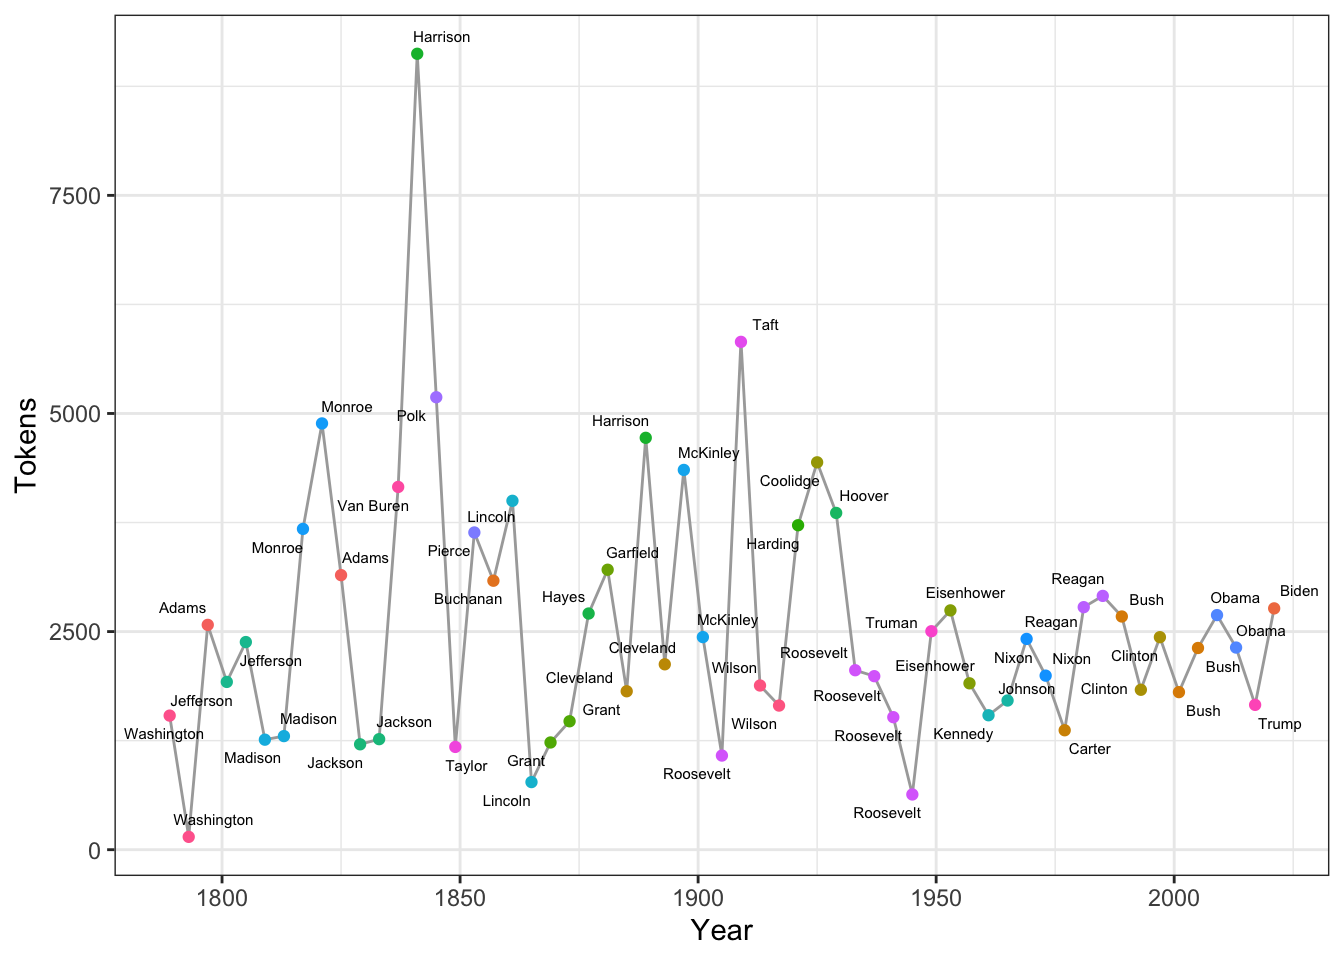 Harrison
7500
Taft
5000
Monroe
Polk
Harrison
McKinley
Coolidge
Hoover
Van Buren
Lincoln
Monroe
Adams
Pierce
Garfield
Harding
Buchanan
Hayes
Reagan
Eisenhower
Bush
Obama
Biden
Adams
2500
McKinley
Truman
Reagan
Obama
Jefferson
Cleveland
Wilson
Roosevelt
Eisenhower
Nixon
Nixon
Clinton
Bush
Jefferson
Cleveland
Roosevelt
Johnson
Clinton
Washington
Madison
Jackson
Grant
Wilson
Roosevelt
Kennedy
Bush
Trump
Madison
Jackson
Taylor
Grant
Roosevelt
Carter
Lincoln
Washington
Roosevelt
0
1800
1850
1900
1950
2000
Year
Tokens